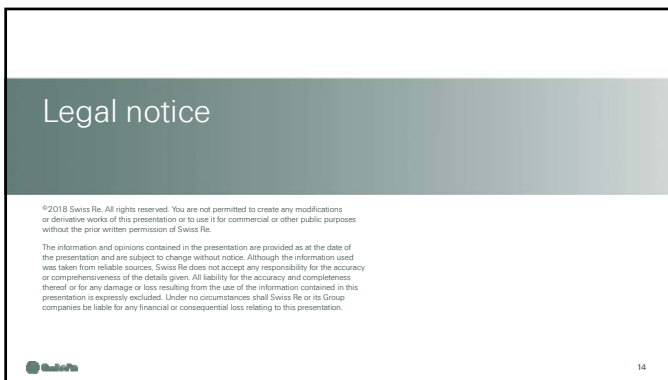 Legal notice
©2018 Swiss Re. All rights reserved. You are not permitted to create any modifications
or derivative works of this presentation or to use it for commercial or other public purposes
without the prior written permission of Swiss Re.
The information and opinions contained in the presentation are provided as at the date of
the presentation and are subject to change without notice. Although the information used
was taken from reliable sources, Swiss Re does not accept any responsibility for the accuracy
or comprehensiveness of the details given. All liability for the accuracy and completeness
thereof or for any damage or loss resulting from the use of the information contained in this
presentation is expressly excluded. Under no circumstances shall Swiss Re or its Group
companies be liable for any financial or consequential loss relating to this presentation.
14